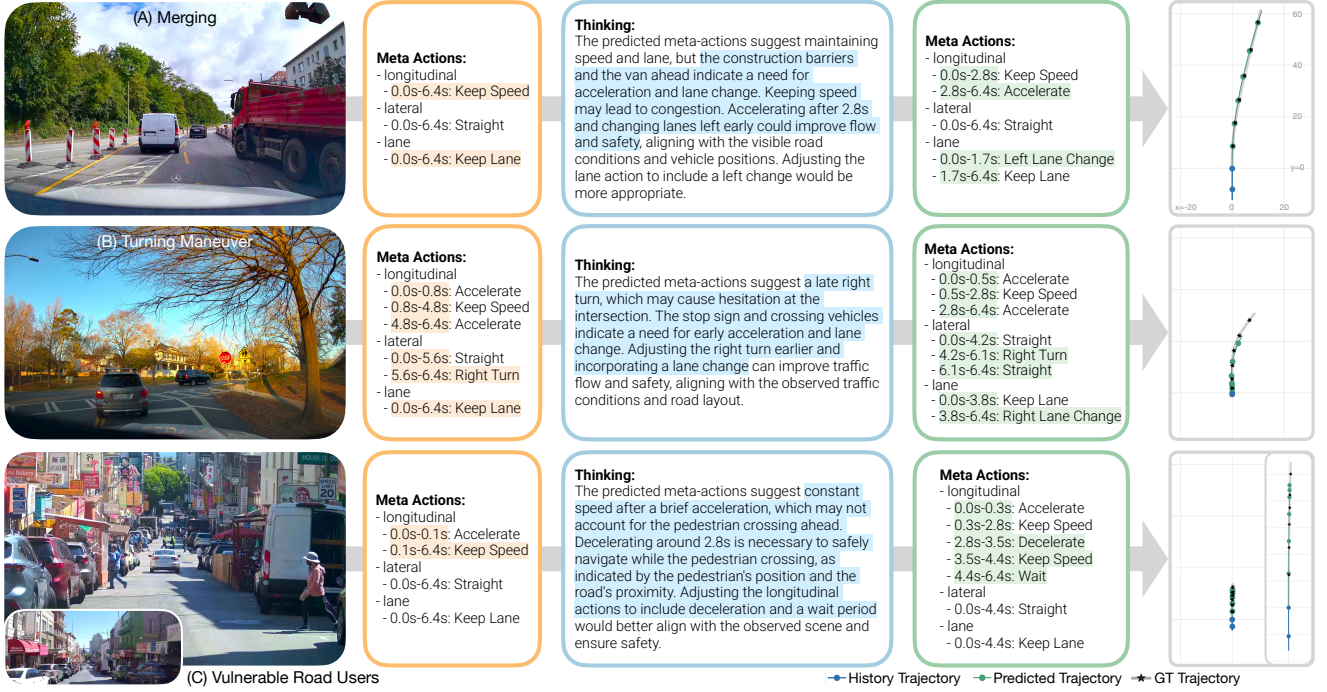 (A) Merging
Meta Actions:
- longitudinal
- 0.0s-6.4s: Keep Speed
- lateral
- 0.0s-6.4s: Straight
- lane
- 0.0s-6.4s: Keep Lane
Thinking:
The predicted meta-actions suggest maintaining
speed and lane, but the construction barriers
and the van ahead indicate a need for
acceleration and lane change. Keeping speed
may lead to congestion. Accelerating after 2.8s
and changing lanes left early could improve flow
and safety, aligning with the visible road
conditions and vehicle positions. Adjusting the
lane action to include a left change would be
more appropriate.
Meta Actions:
- longitudinal
- 0.0s-2.8s: Keep Speed
- 2.8s-6.4s: Accelerate
- lateral
- 0.0s-6.4s: Straight
- lane
- 0.0s-1.7s: Left Lane Change
- 1.7s-6.4s: Keep Lane
60
40
20
y=0
x=-20 0 20
(B) Turning Maneuver
STOP
Meta Actions:
- longitudinal
- 0.0s-0.8s: Accelerate
- 0.8s-4.8s: Keep Speed
- 4.8s-6.4s: Accelerate
- lateral
- 0.0s-5.6s: Straight
- 5.6s-6.4s: Right Turn
- lane
- 0.0s-6.4s: Keep Lane
Thinking:
The predicted meta-actions suggest a late right
turn, which may cause hesitation at the
intersection. The stop sign and crossing vehicles
indicate a need for early acceleration and lane
change. Adjusting the right turn earlier and
incorporating a lane change can improve traffic
flow and safety, aligning with the observed traffic
conditions and road layout.
Meta Actions:
- longitudinal
- 0.0s-0.5s: Accelerate
- 0.5s-2.8s: Keep Speed
- 2.8s-6.4s: Accelerate
- lateral
- 0.0s-4.2s: Straight
- 4.2s-6.1s: Right Turn
- 6.1s-6.4s: Straight
- lane
- 0.0s-3.8s: Keep Lane
- 3.8s-6.4s: Right Lane Change
SPEED
LIMIT
20
Meta Actions:
- longitudinal
- 0.0s-0.1s: Accelerate
- 0.1s-6.4s: Keep Speed
- lateral
- 0.0s-6.4s: Straight
- lane
- 0.0s-6.4s: Keep Lane
Thinking:
The predicted meta-actions suggest constant
speed after a brief acceleration, which may not
account for the pedestrian crossing ahead.
Decelerating around 2.8s is necessary to safely
navigate while the pedestrian crossing, as
indicated by the pedestrian's position and the
road's proximity. Adjusting the longitudinal
actions to include deceleration and a wait period
would better align with the observed scene and
ensure safety.
Meta Actions:
- longitudinal
- 0.0s-0.3s: Accelerate
- 0.3s-2.8s: Keep Speed
- 2.8s-3.5s: Decelerate
- 3.5s-4.4s: Keep Speed
- 4.4s-6.4s: Wait
- lateral
- 0.0s-4.4s: Straight
- lane
- 0.0s-4.4s: Keep Lane
(C) Vulnerable Road Users
History Trajectory Predicted Trajectory GT Trajectory